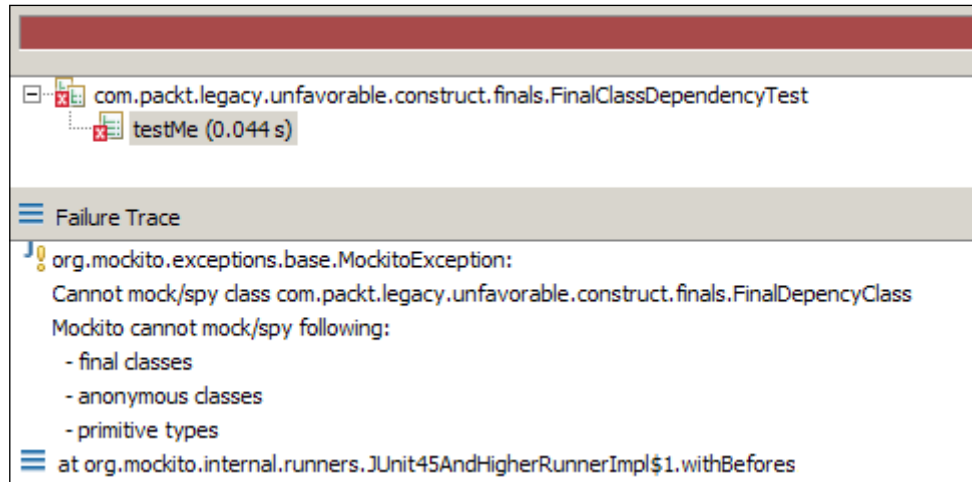 com.packt.legacy.unfavorable.construct.finals.FinalClassDependencyTest
testMe (0.044 s)
Failure Trace
org.mockito.exceptions.base.MockitoException:
Cannot mock/spy class com.packt.legacy.unfavorable.construct.finals.FinalDepencyClass
Mockito cannot mock/spy following:
- final classes
- anonymous classes
- primitive types
at org.mockito.internal.runners.JUnit45AndHigherRunnerImpl$1.withBefores